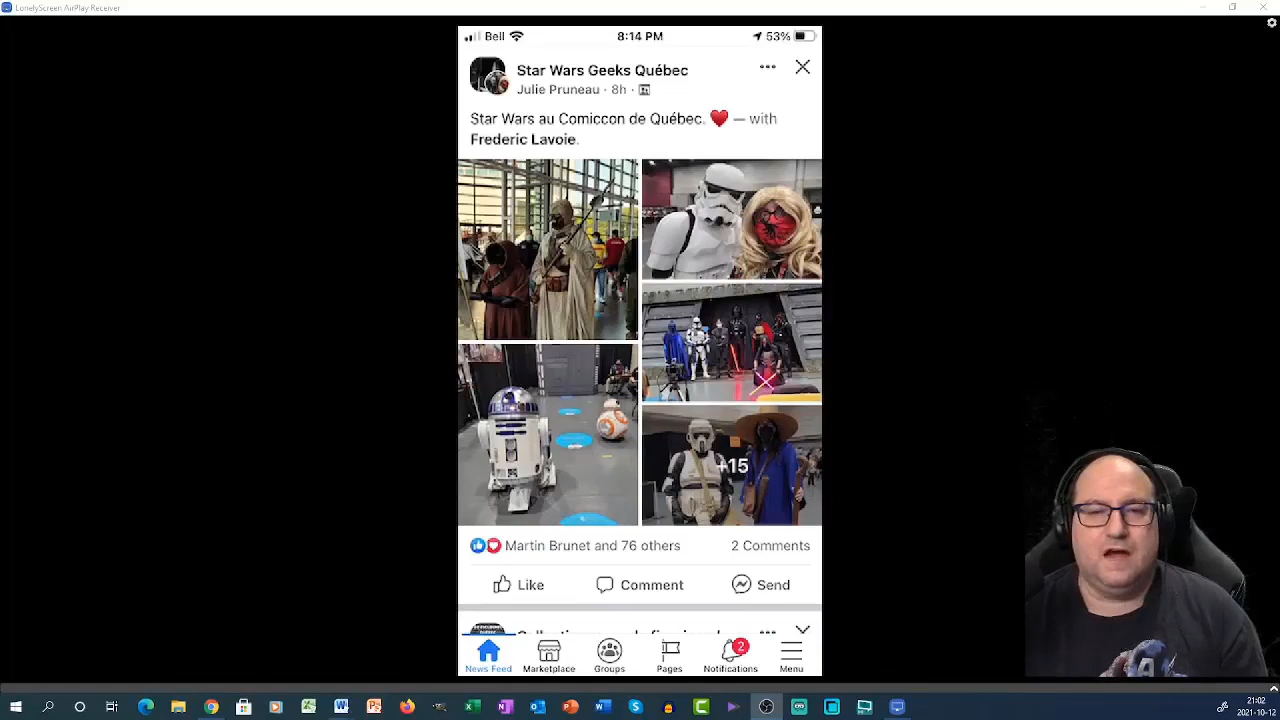 LonelyScreen AirPlay Receiver
Bell 8:14 PM 53%
Star Wars Geeks Québec
Julie Pruneau · 8h ·
Star Wars au Comiccon de Québec. ♥️ — with
Frederic Lavoie.
+15
Martin Brunet and 76 others 2 Comments
Like Comment Send
News Feed Marketplace Groups Pages Notifications Menu
2
21:02
2021-10-12